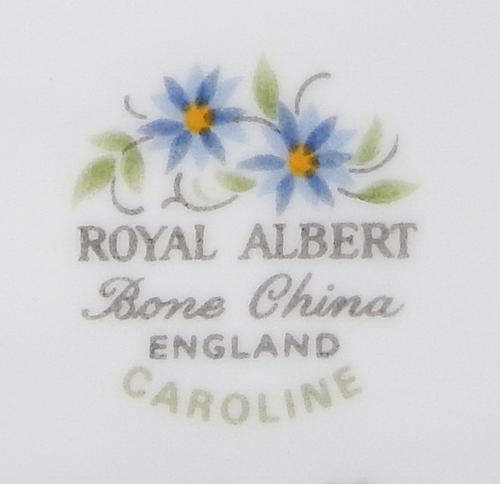 ROYAL ALBERT
Bone China
ENGLAND
CAROLINE